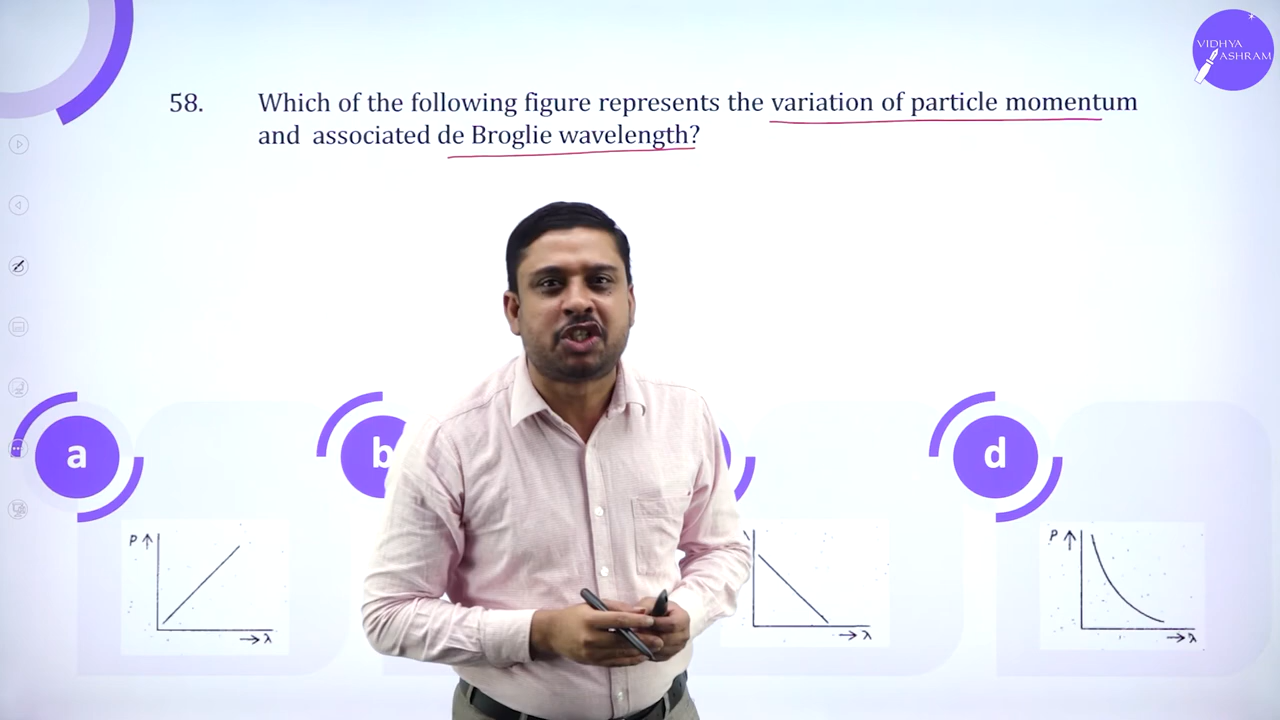 VIDHYA
ASHRAM
58. Which of the following figure represents the variation of particle momentum
and associated de Broglie wavelength?
a
b
d
P ↑
→ λ
→ λ
P ↑
→ λ